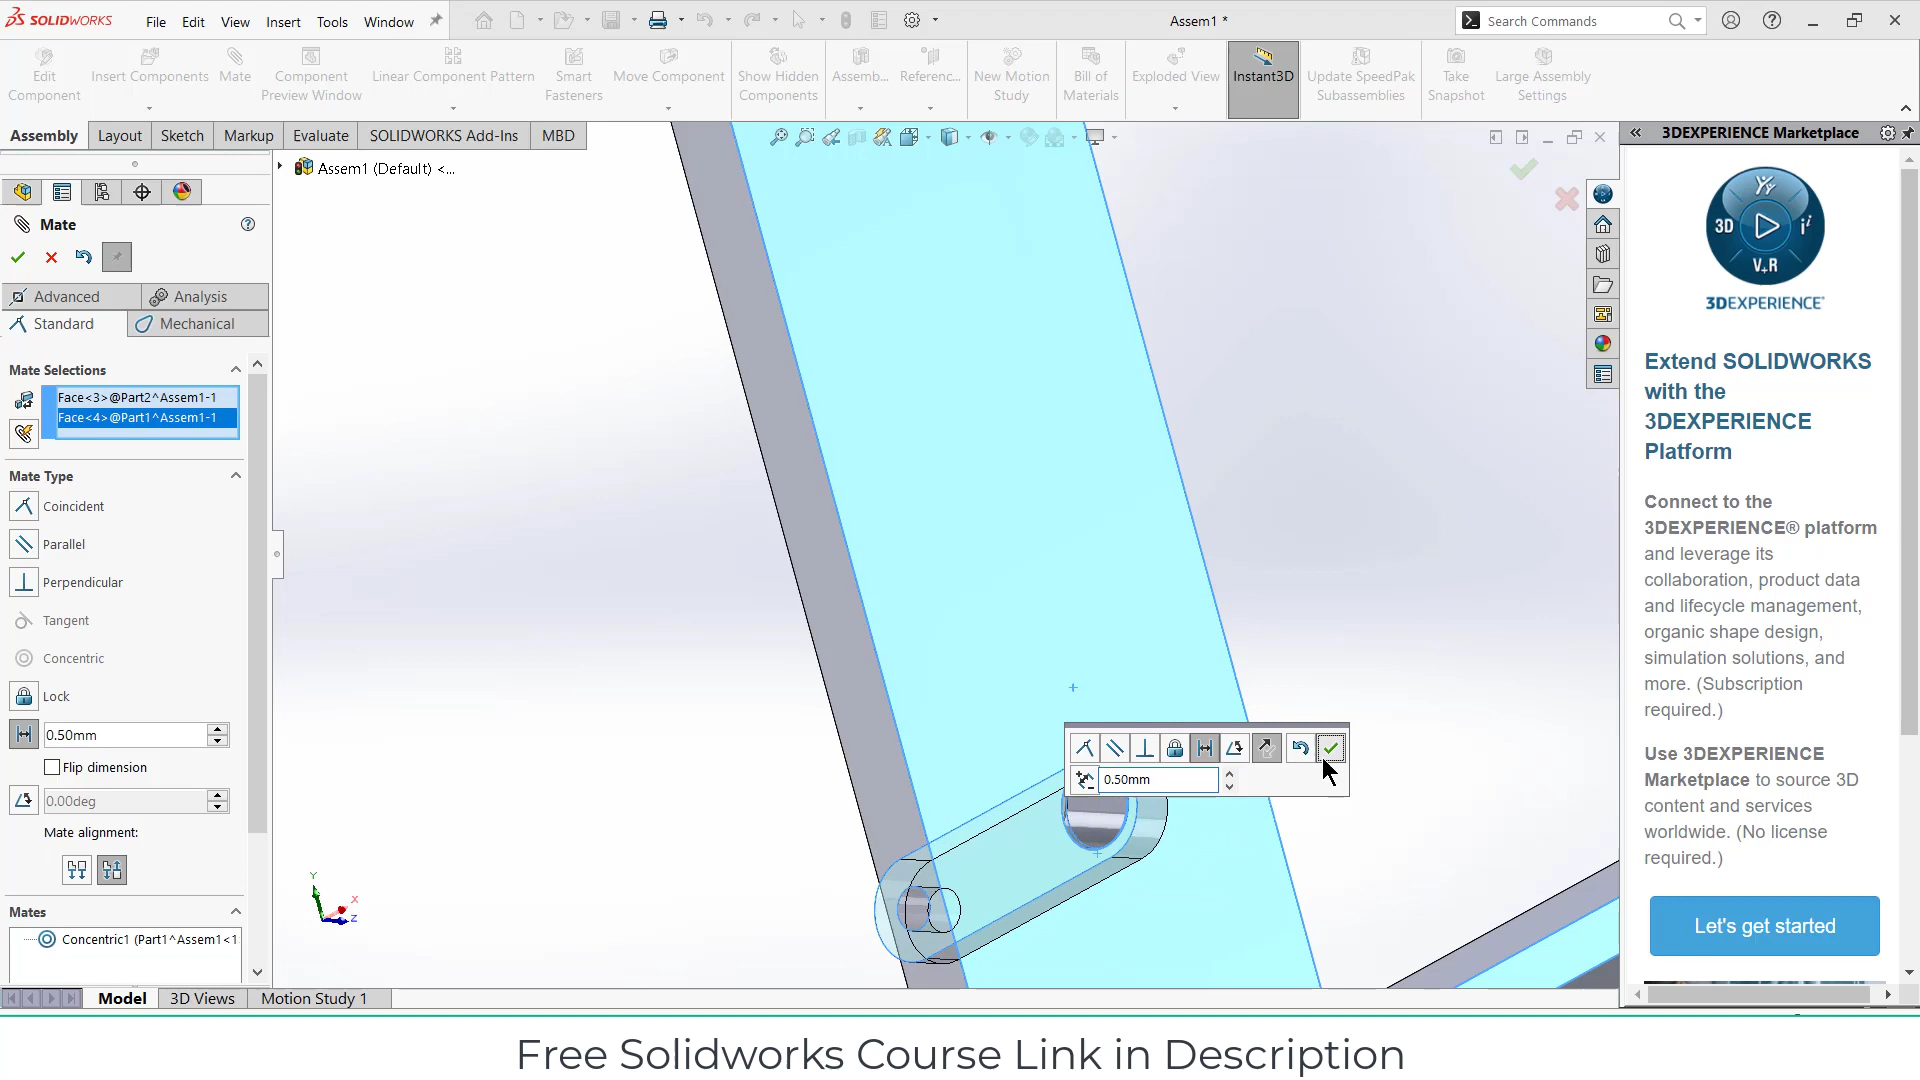 SOLIDWORKS
File Edit View Insert Tools Window
Assem1 *
Search Commands
Edit Component
Insert Components
Mate
Component Preview Window
Linear Component Pattern
Smart Fasteners
Move Component
Show Hidden Components
Assemb...
Referenc...
New Motion Study
Bill of Materials
Exploded View
Instant3D
Update SpeedPak Subassemblies
Take Snapshot
Large Assembly Settings
Assembly Layout Sketch Markup Evaluate SOLIDWORKS Add-Ins MBD
Assem1 (Default) <...
Mate
Advanced
Analysis
Standard
Mechanical
Mate Selections
Face<3>@Part2^Assem1-1
Face<4>@Part1^Assem1-1
Mate Type
Coincident
Parallel
Perpendicular
Tangent
Concentric
Lock
0.50mm
Flip dimension
0.00deg
Mate alignment:
Mates
Concentric1 (Part1^Assem1<1
0.50mm
Y
X
Z
Model 3D Views Motion Study 1
3DEXPERIENCE Marketplace
3D
V+R
3DEXPERIENCE
Extend SOLIDWORKS
with the
3DEXPERIENCE
Platform
Connect to the
3DEXPERIENCE® platform
and leverage its
collaboration, product data
and lifecycle management,
organic shape design,
simulation solutions, and
more. (Subscription
required.)
Use 3DEXPERIENCE
Marketplace to source 3D
content and services
worldwide. (No license
required.)
Let's get started
Free Solidworks Course Link in Description